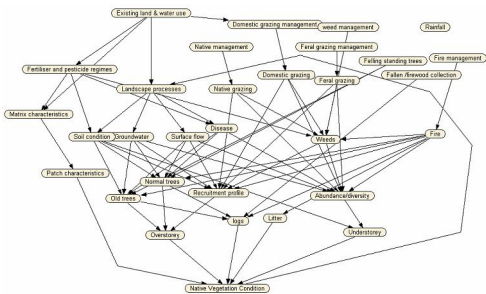 Existing land & water use
Domestic grazing management
weed management
Rainfall
Native management
Feral grazing management
Felling standing trees
Fire management
Fertiliser and pesticide regimes
Domestic grazing
Feral grazing
Fallen /firewood collection
Landscape processes
Native grazing
Matrix characteristics
Soil condition
Groundwater
Surface flow
Disease
Weeds
Fire
Patch characteristics
Normal trees
Old trees
Recruitment profile
Abundance/diversity
logs
Litter
Overstorey
Understorey
Native Vegetation Condition